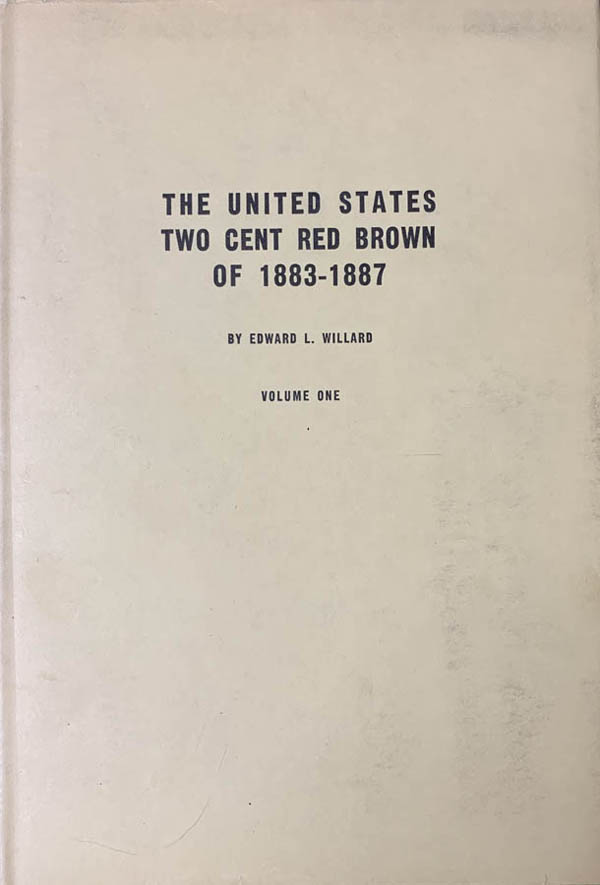 THE UNITED STATES
TWO CENT RED BROWN
OF 1883-1887
BY EDWARD L. WILLARD
VOLUME ONE